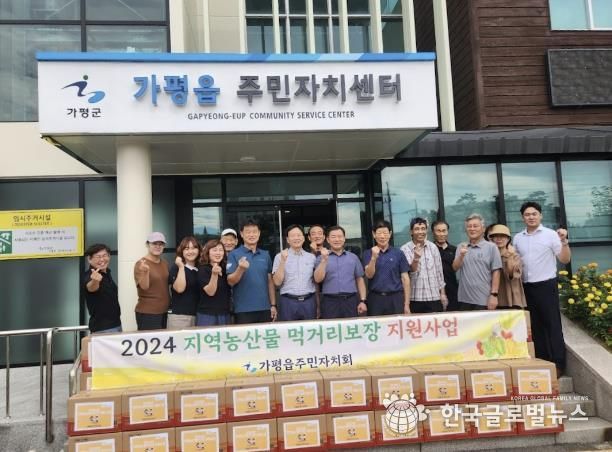 가평군
가평읍 주민자치센터
GAPYEONG-EUP COMMUNITY SERVICE CENTER
임시주거시설
2024 지역농산물 먹거리보장 지원사업
가평읍주민자치회
KOREA GLOBAL FAMILY NEWS
한국글로벌뉴스